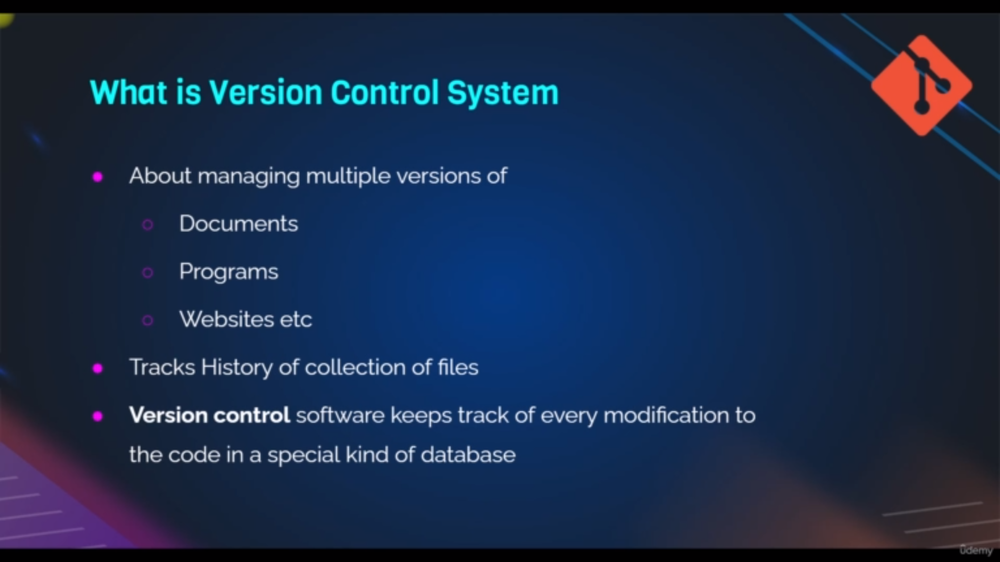 What is Version Control System
About managing multiple versions of
Documents
Programs
Websites etc
Tracks History of collection of files
Version control software keeps track of every modification to
the code in a special kind of database
ûdemy